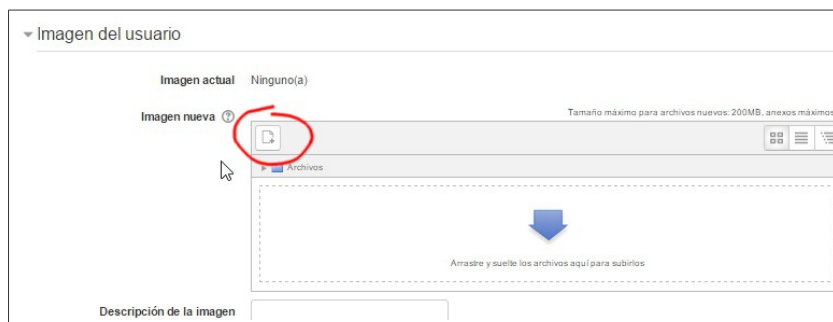 Imagen del usuario
Imagen actual Ninguno(a)
Imagen nueva
Tamaño máximo para archivos nuevos: 200MB, anexos máximos
Archivos
Arrastre y suelte los archivos aquí para subirlos
Descripción de la imagen